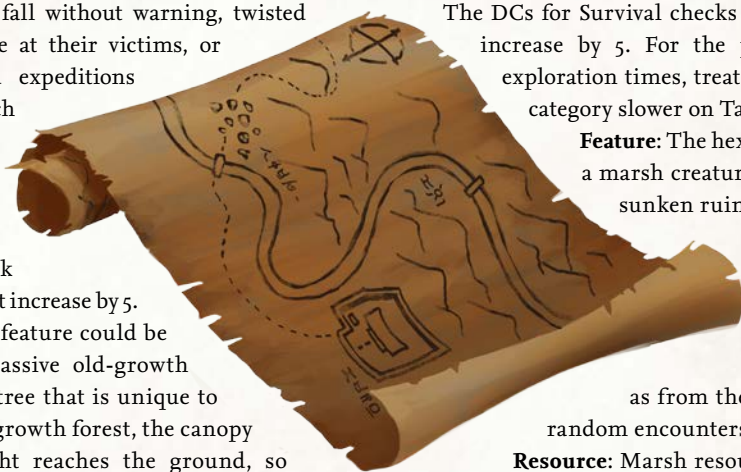 fall without warning, twisted
e at their victims, or
expeditions
ch
k
t increase by 5.
feature could be
assive old-growth
tree that is unique to
growth forest, the canopy
ght reaches the ground, so
The DCs for Survival checks
increase by 5. For the
exploration times, treat
category slower on Ta
Feature: The hex
a marsh creatur
sunken ruin
as from the
random encounters
Resource: Marsh resou